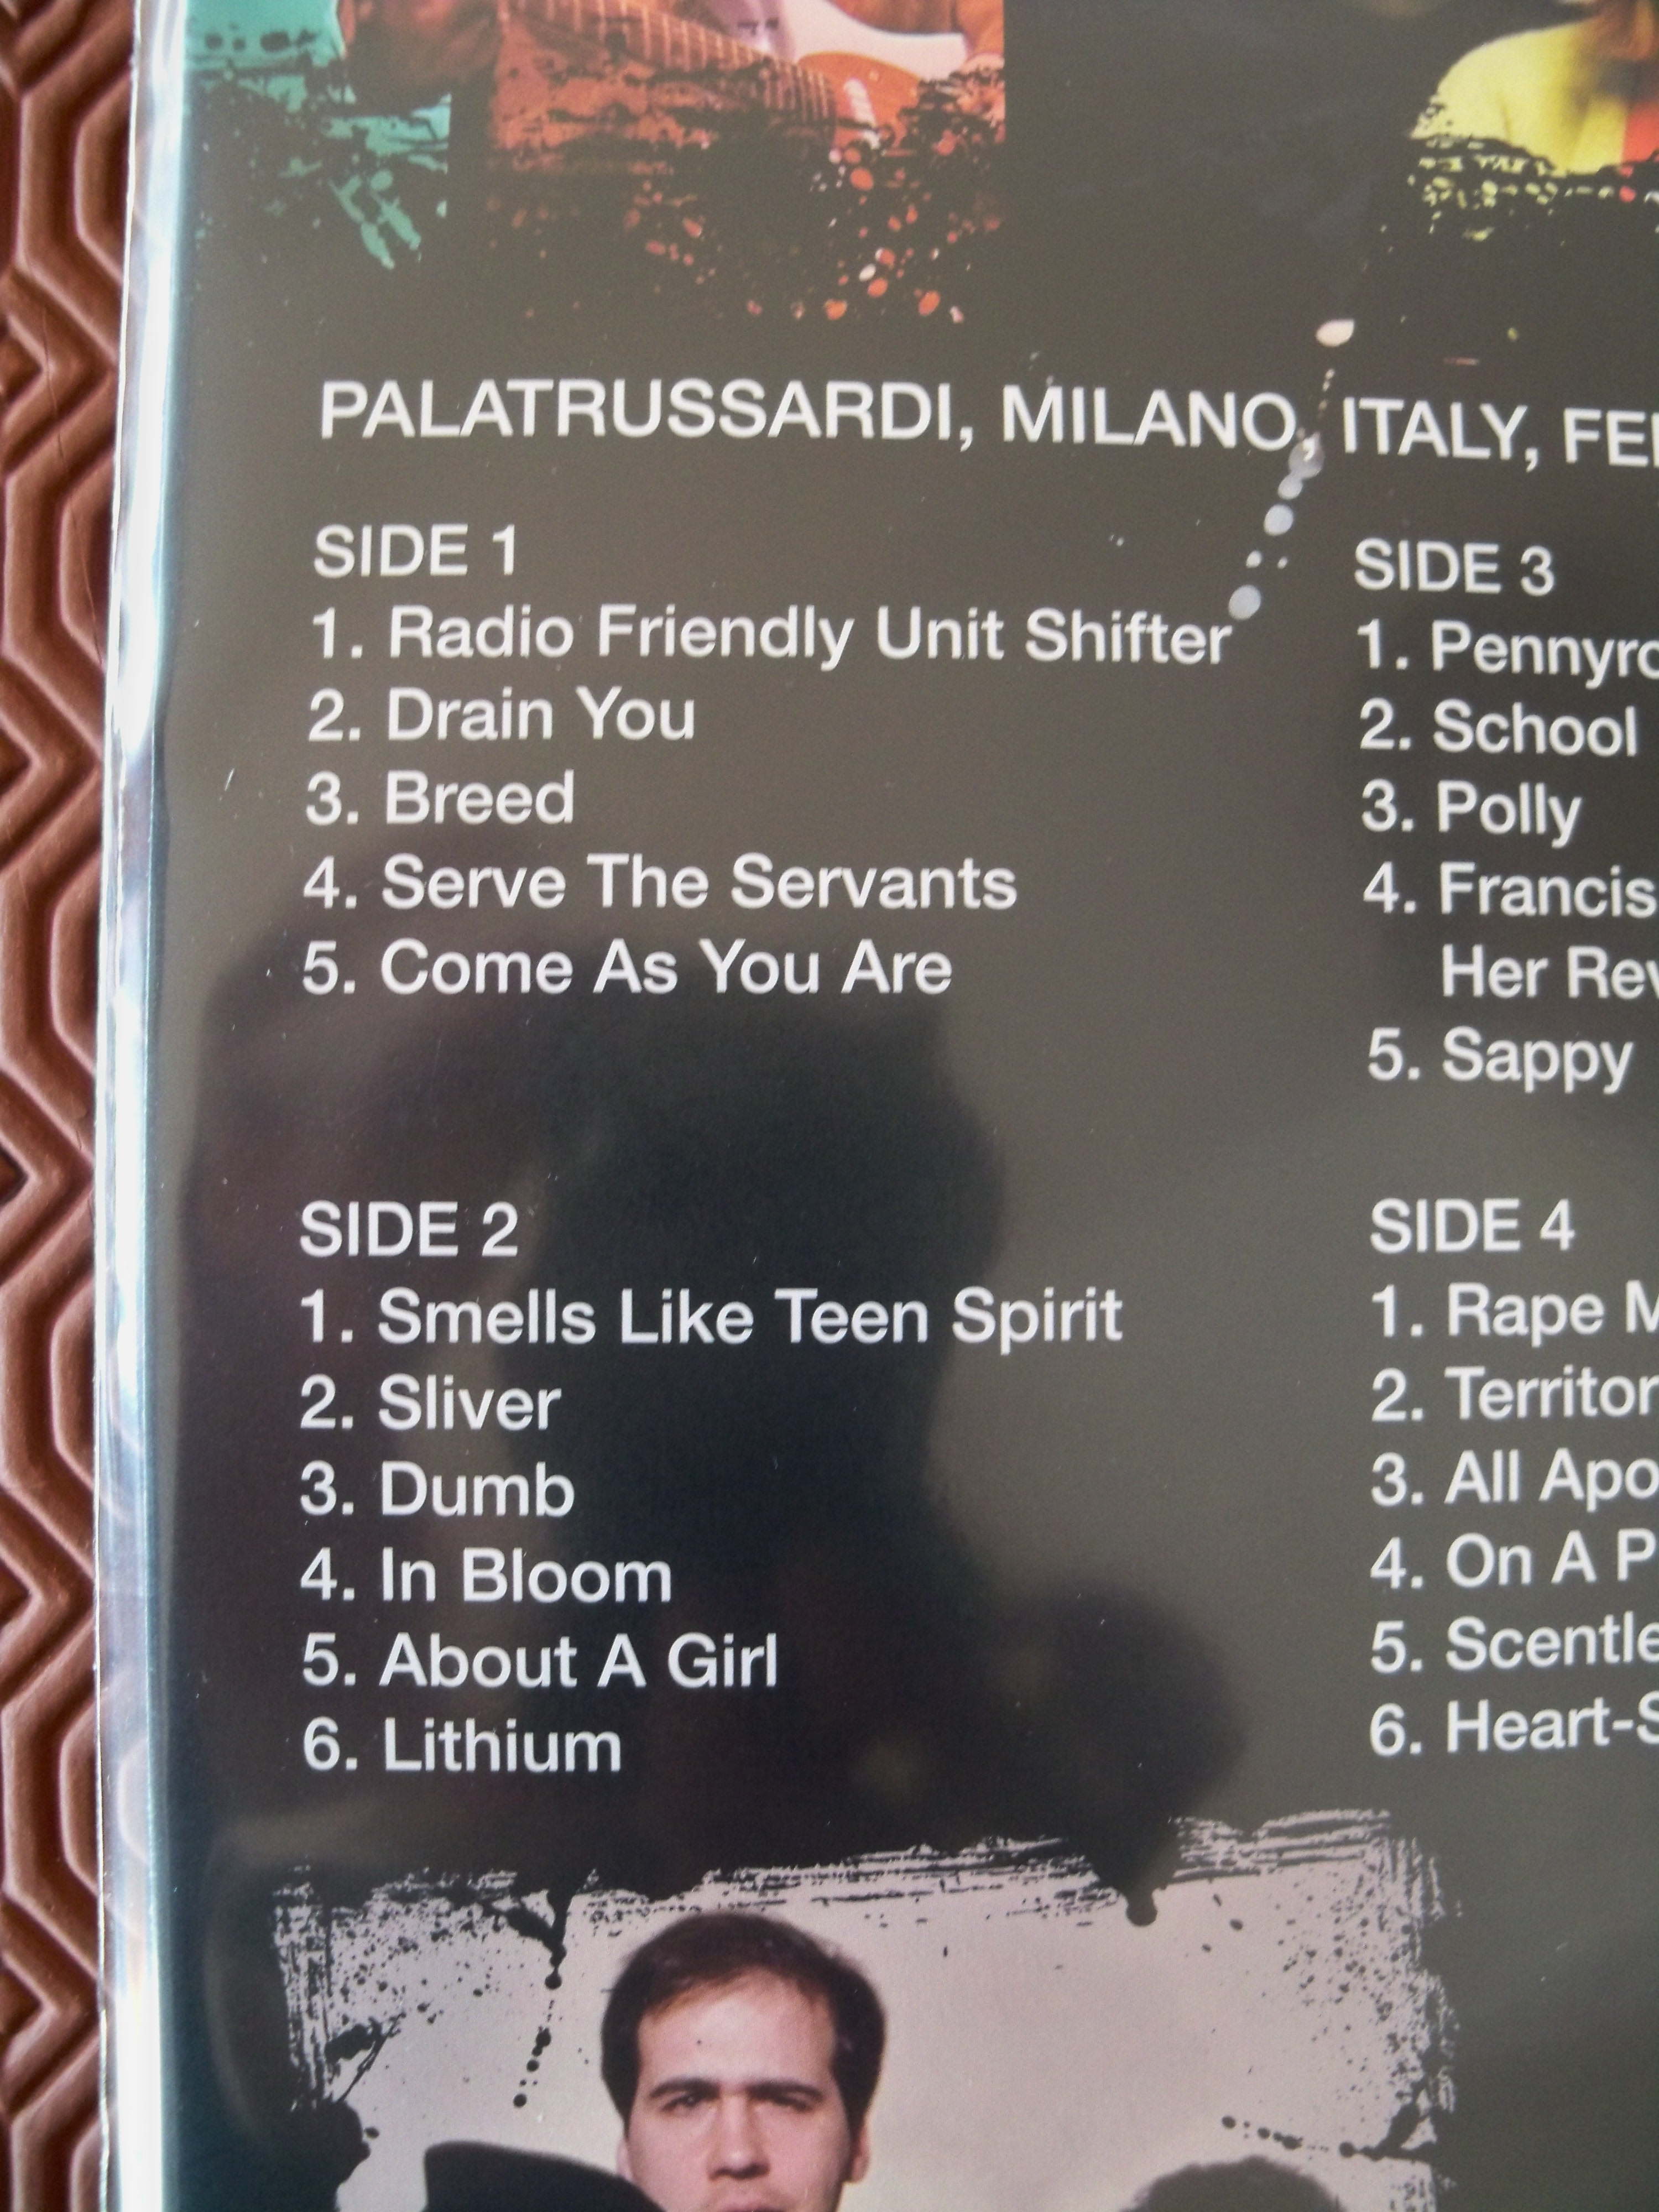 PALATRUSSARDI, MILANO, ITALY, FE
SIDE 1
1. Radio Friendly Unit Shifter
2. Drain You
3. Breed
4. Serve The Servants
5. Come As You Are
SIDE 2
1. Smells Like Teen Spirit
2. Sliver
3. Dumb
4. In Bloom
5. About A Girl
6. Lithium
SIDE 3
1. Pennyro
2. School
3. Polly
4. Francis
Her Rev
5. Sappy
SIDE 4
1. Rape M
2. Territor
3. All Apo
4. On A P
5. Scentle
6. Heart-S